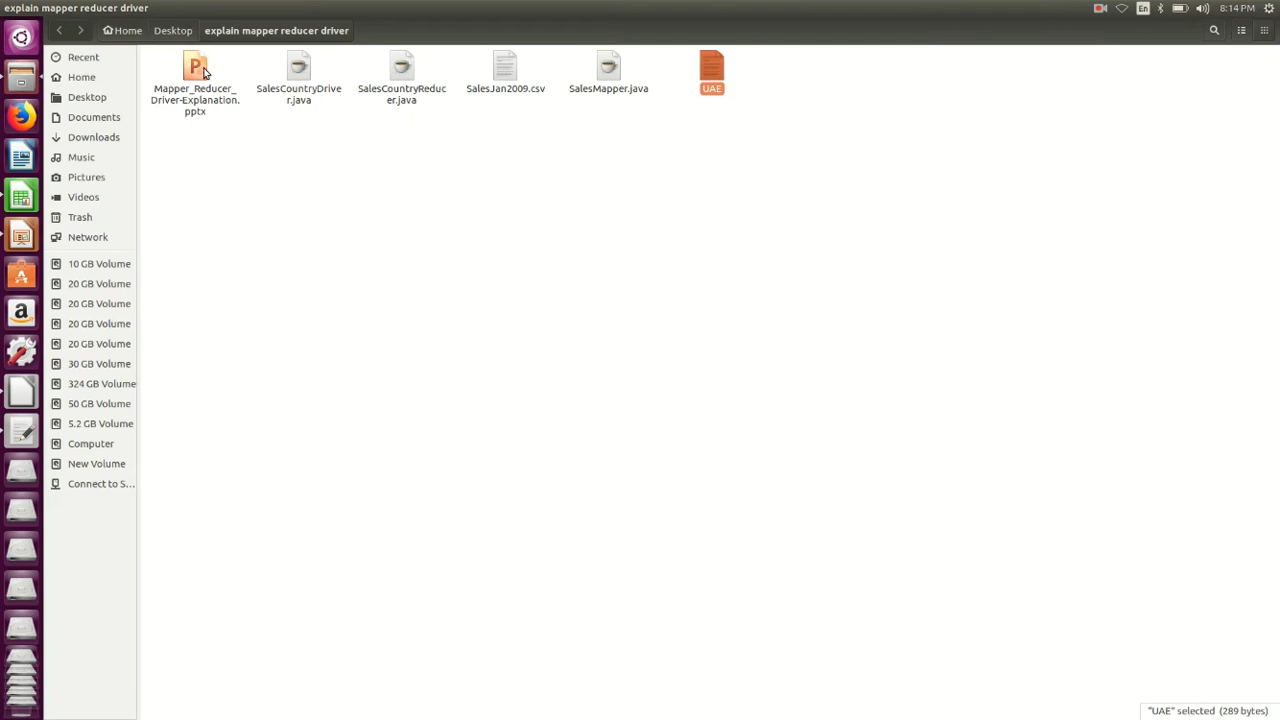 explain mapper reducer driver
En
8:14 PM
Home
Desktop
explain mapper reducer driver
Recent
Home
Desktop
Documents
Downloads
Music
Pictures
Videos
Trash
Network
10 GB Volume
20 GB Volume
20 GB Volume
20 GB Volume
20 GB Volume
30 GB Volume
324 GB Volume
50 GB Volume
5.2 GB Volume
Computer
New Volume
Connect to S...
P
Mapper_Reducer_
Driver-Explanation.
pptx
SalesCountryDrive
r.java
SalesCountryReduc
er.java
SalesJan2009.csv
SalesMapper.java
UAE
a
"UAE" selected (289 bytes)